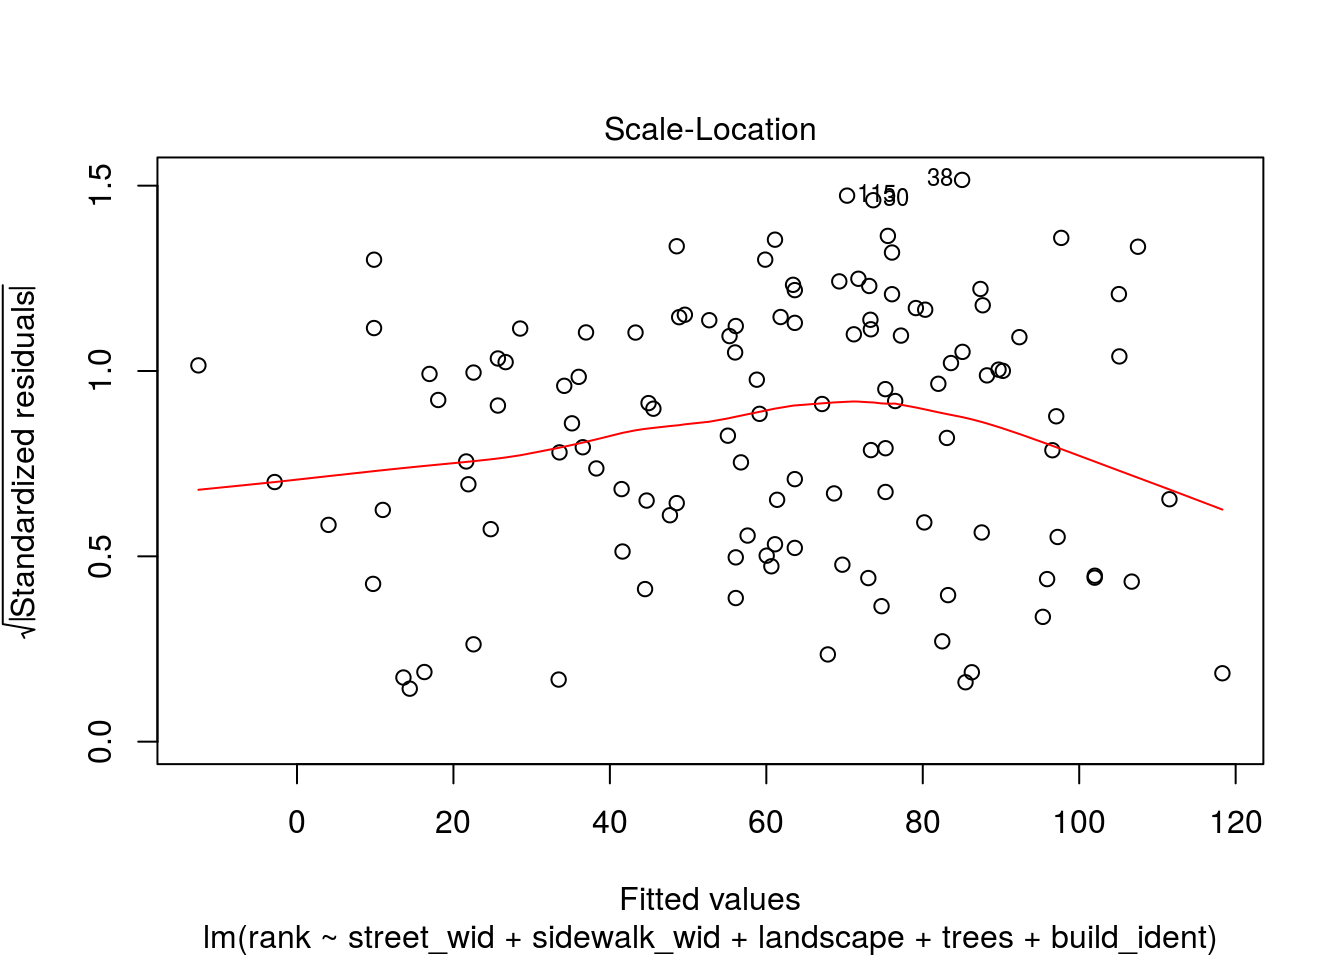 Scale-Location
√|Standardized residuals|
1.5
1.0
0.5
0.0
38
115
30
0 20 40 60 80 100 120
Fitted values
lm(rank ~ street_wid + sidewalk_wid + landscape + trees + build_ident)